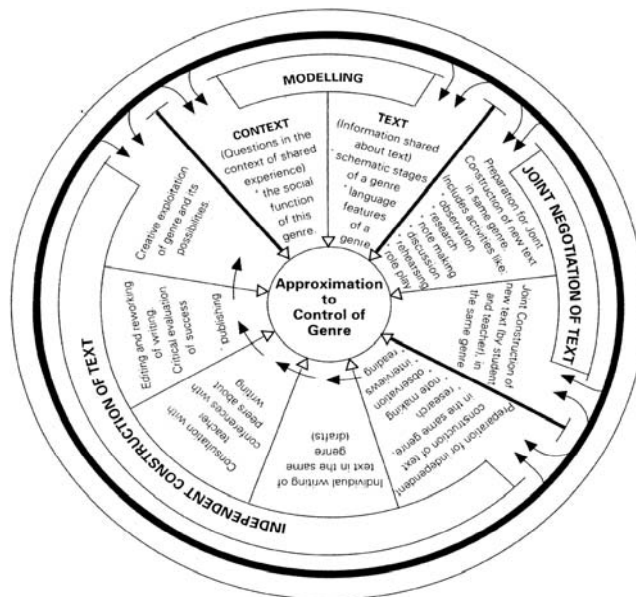 MODELLING
CONTEXT
(Questions in the
context of shared
experience)
* the social
function of this
genre.
TEXT
(Information shared
about text)
* schematic stages
of a genre
* language
features
of a
genre
JOINT NEGOTIATION OF TEXT
Preparation for Joint
Construction of new text
in same genre.
Includes activities like:
* observation
* research
* note making
* discussion
* rehearsing
* role play
Joint Construction of
new text (by student
and teacher), in
the same genre
INDEPENDENT CONSTRUCTION OF TEXT
Preparation for independent
construction of text
in the same genre.
* research
* note making
* observation
* interviews
* reading
Individual writing of
text in the same
genre
(drafts)
Consultation with
teacher
conferences with
peers about
writing
Editing and reworking
of writing.
Critical evaluation
of success
publishing
Creative exploitation
of genre and its
possibilities.
Approximation
to
Control of
Genre